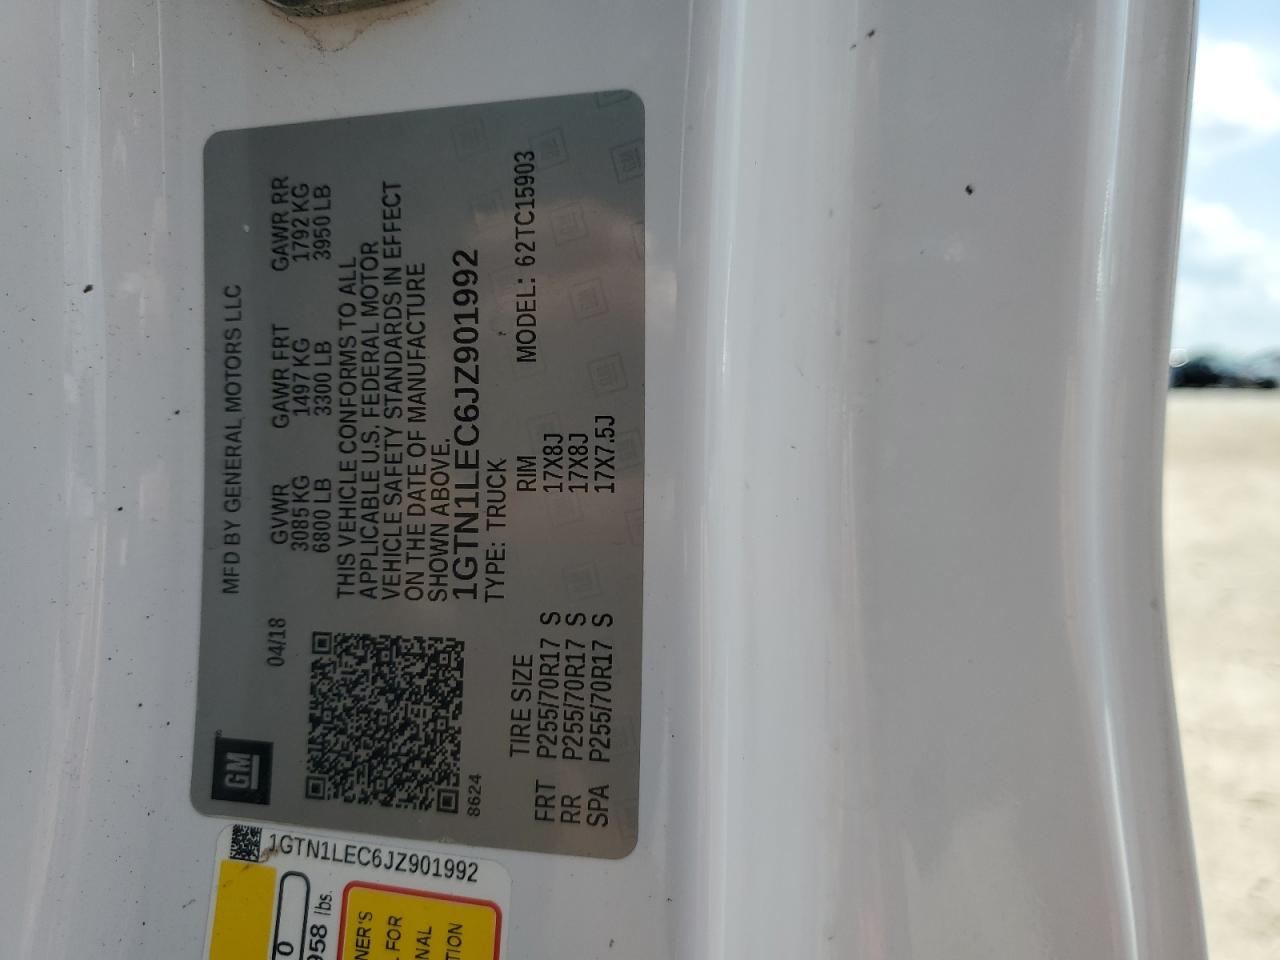 GM
MFD BY GENERAL MOTORS LLC
04/18 GVWR GAWR FRT GAWR RR
3085 KG 1497 KG 1792 KG
6800 LB 3300 LB 3950 LB
THIS VEHICLE CONFORMS TO ALL
APPLICABLE U.S. FEDERAL MOTOR
VEHICLE SAFETY STANDARDS IN EFFECT
ON THE DATE OF MANUFACTURE
SHOWN ABOVE.
1GTN1LEC6JZ901992
8624 TYPE: TRUCK
TIRE SIZE RIM MODEL: 62TC15903
FRT P255/70R17 S 17X8J
RR P255/70R17 S 17X8J
SPA P255/70R17 S 17X7.5J
1GTN1LEC6JZ901992
0
958 lbs.
NER'S
FOR
NAL
TION